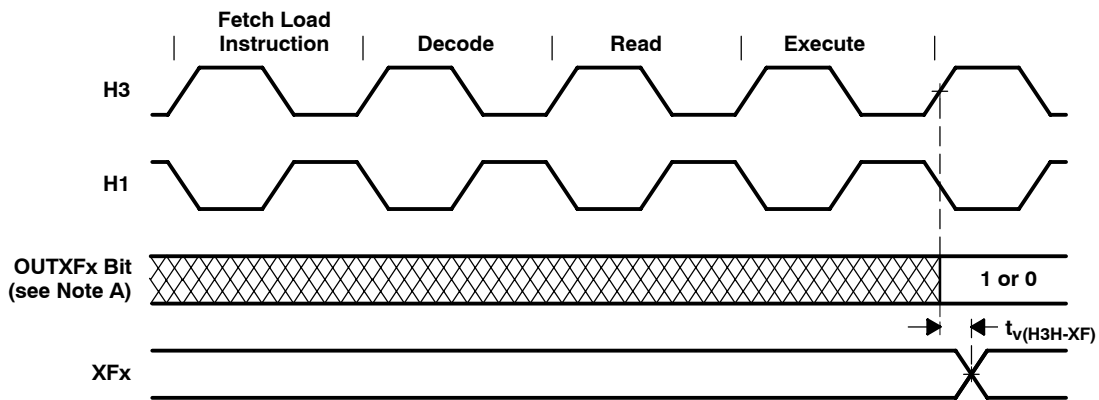 Fetch Load
Instruction
Decode
Read
Execute
H3
H1
OUTXFx Bit
(see Note A)
1 or 0
tv(H3H-XF)
XFx